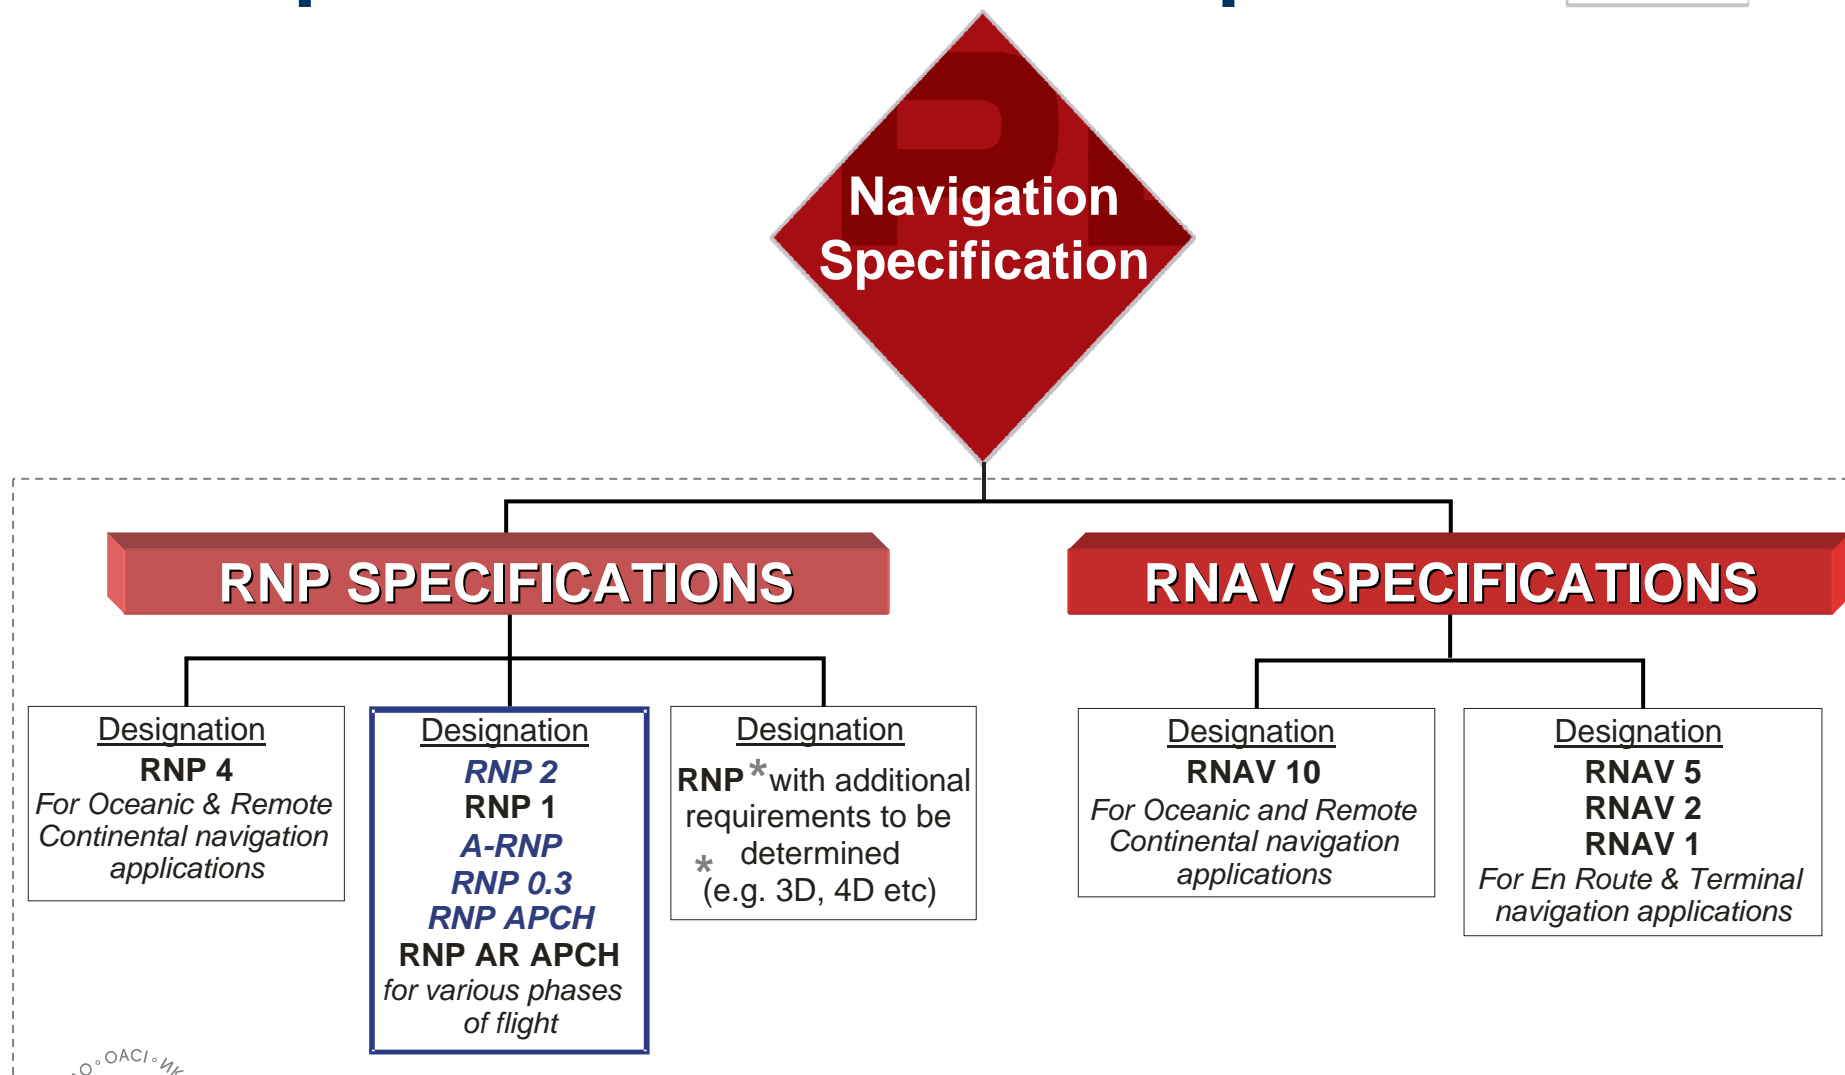 Navigation
Specification
RNP SPECIFICATIONS
RNAV SPECIFICATIONS
Designation
RNP 4
For Oceanic & Remote
Continental navigation
applications
Designation
RNP 2
RNP 1
A-RNP
RNP 0.3
RNP APCH
RNP AR APCH
for various phases
of flight
Designation
RNP * with additional
requirements to be
* determined
(e.g. 3D, 4D etc)
Designation
RNAV 10
For Oceanic and Remote
Continental navigation
applications
Designation
RNAV 5
RNAV 2
RNAV 1
For En Route & Terminal
navigation applications
OACI